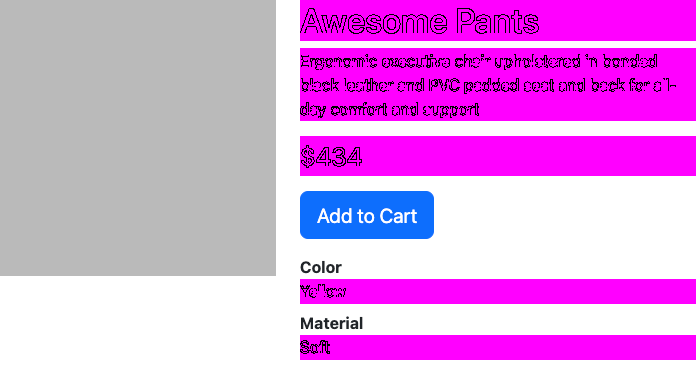 Awesome Pants
Ergonomic executive chair upholstered in bonded
black leather and PVC padded seat and back for all-
day comfort and support
$434
Add to Cart
Color
Yellow
Material
Soft